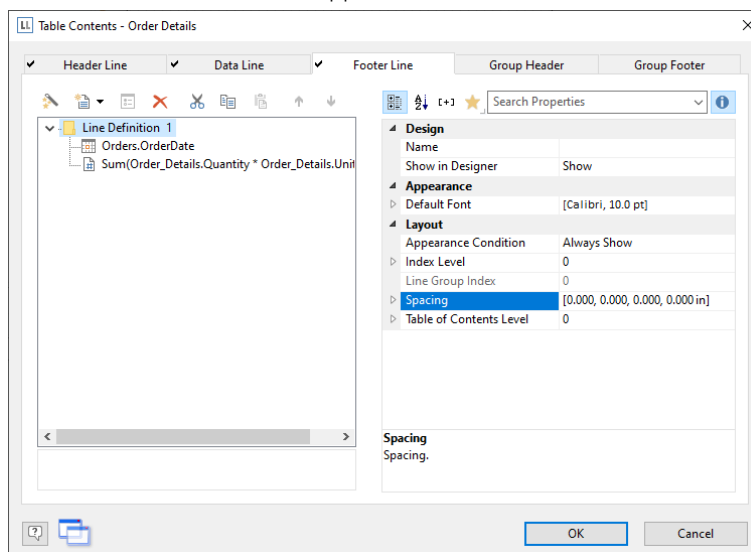 LL Table Contents - Order Details
Header Line Data Line Footer Line Group Header Group Footer
Search Properties
Line Definition 1
Orders.OrderDate
Sum(Order_Details.Quantity * Order_Details.Unit
Design
Name
Show in Designer Show
Appearance
Default Font [Calibri, 10.0 pt]
Layout
Appearance Condition Always Show
Index Level 0
Line Group Index 0
Spacing [0.000, 0.000, 0.000, 0.000 in]
Table of Contents Level 0
Spacing
Spacing.
OK Cancel